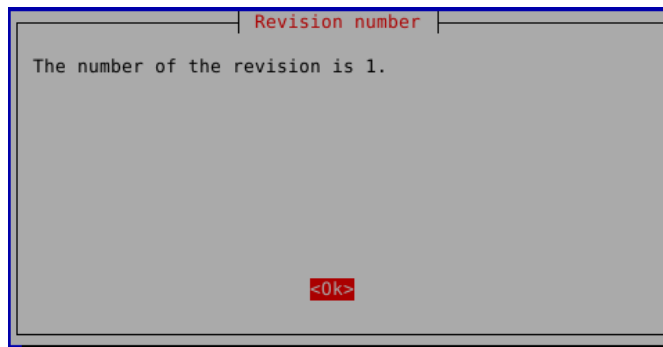 Revision number
The number of the revision is 1.
<Ok>